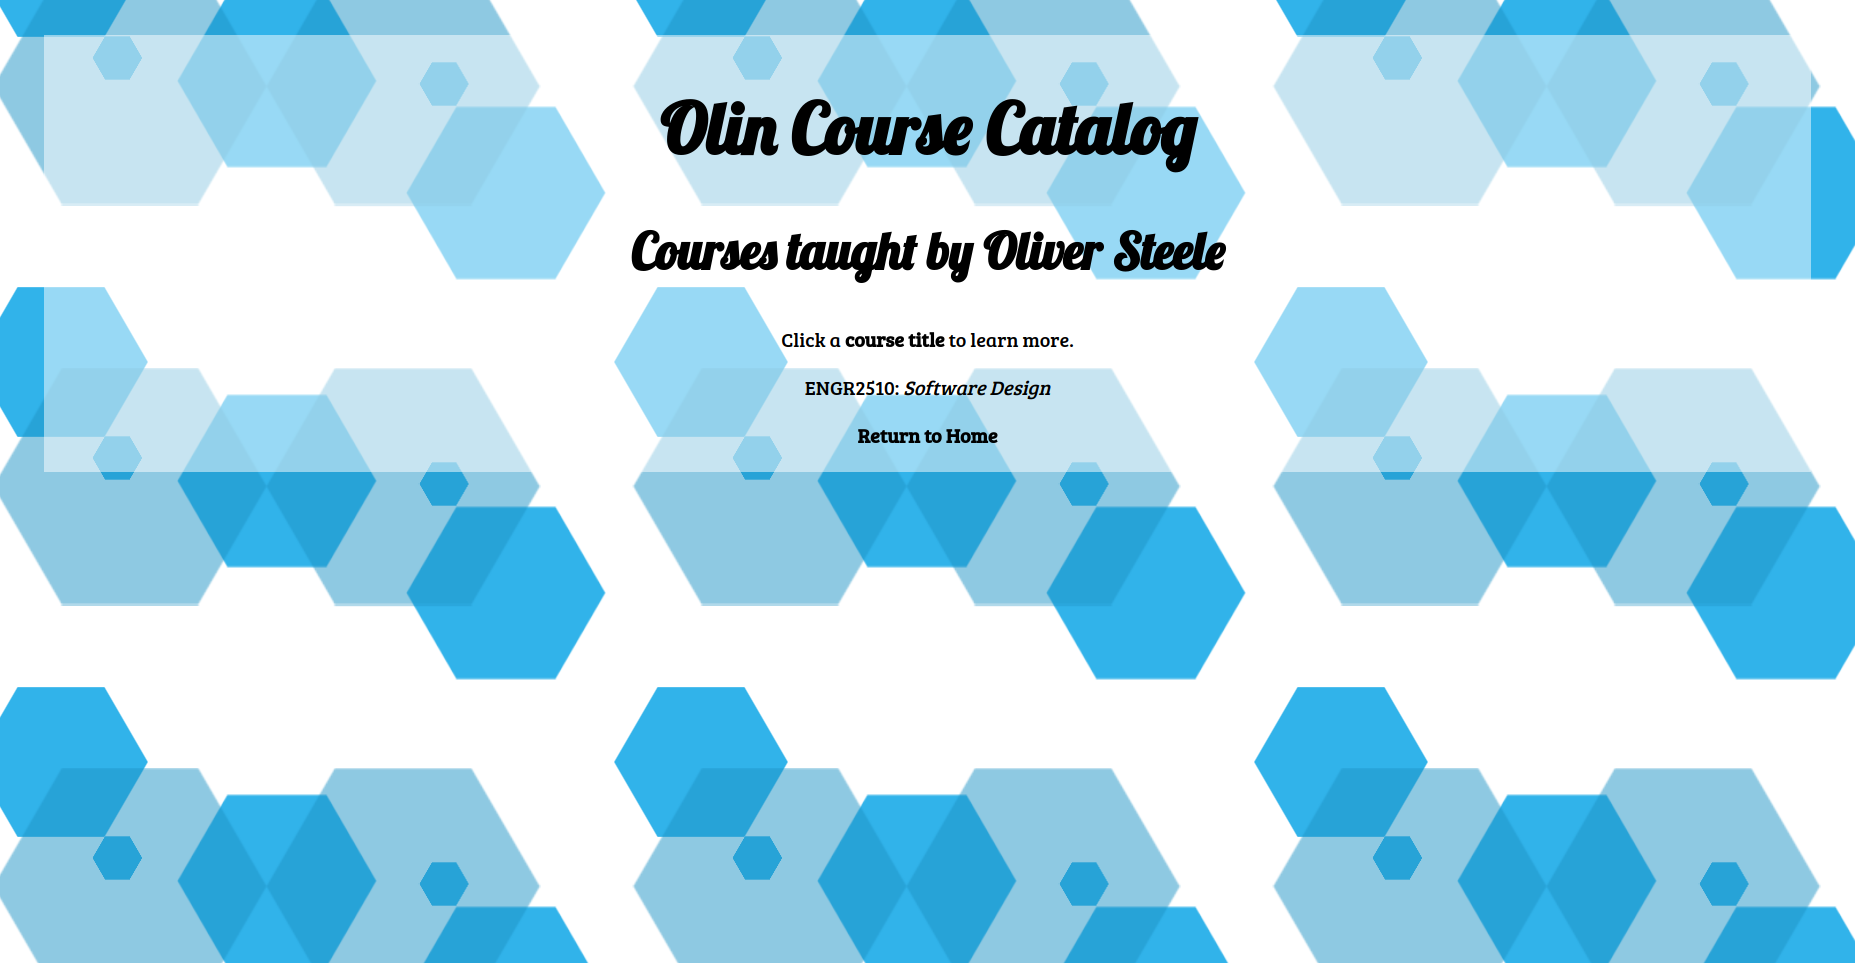 Olin Course Catalog
Courses taught by Oliver Steele
Click a course title to learn more.
ENGR2510: Software Design
Return to Home